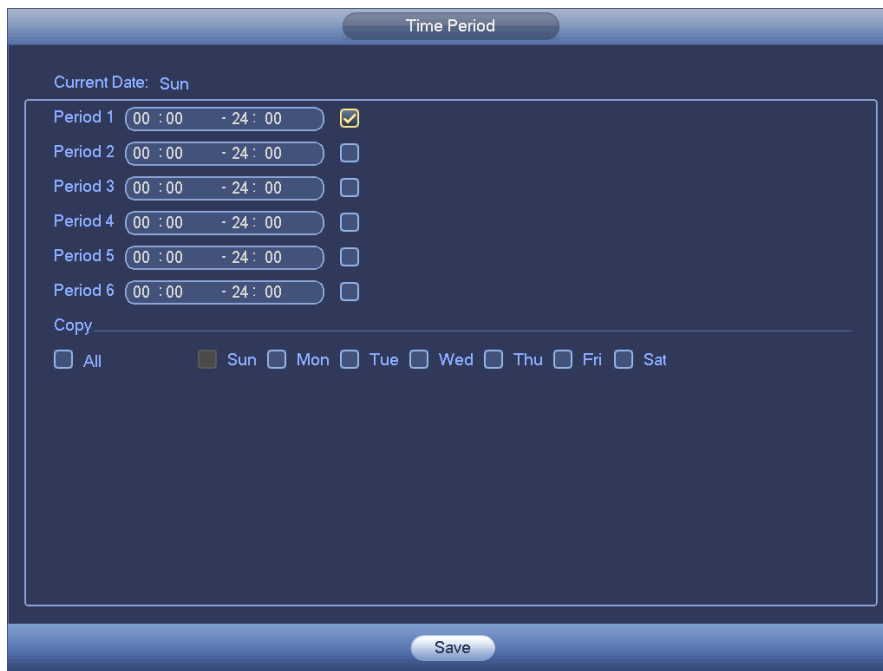 Time Period
Current Date: Sun
Period 1 00 :00 - 24 : 00
Period 2 00 :00 - 24 : 00
Period 3 00 :00 - 24 : 00
Period 4 00 :00 - 24 : 00
Period 5 00 :00 - 24 : 00
Period 6 00 :00 - 24 : 00
Copy
All Sun Mon Tue Wed Thu Fri Sat
Save